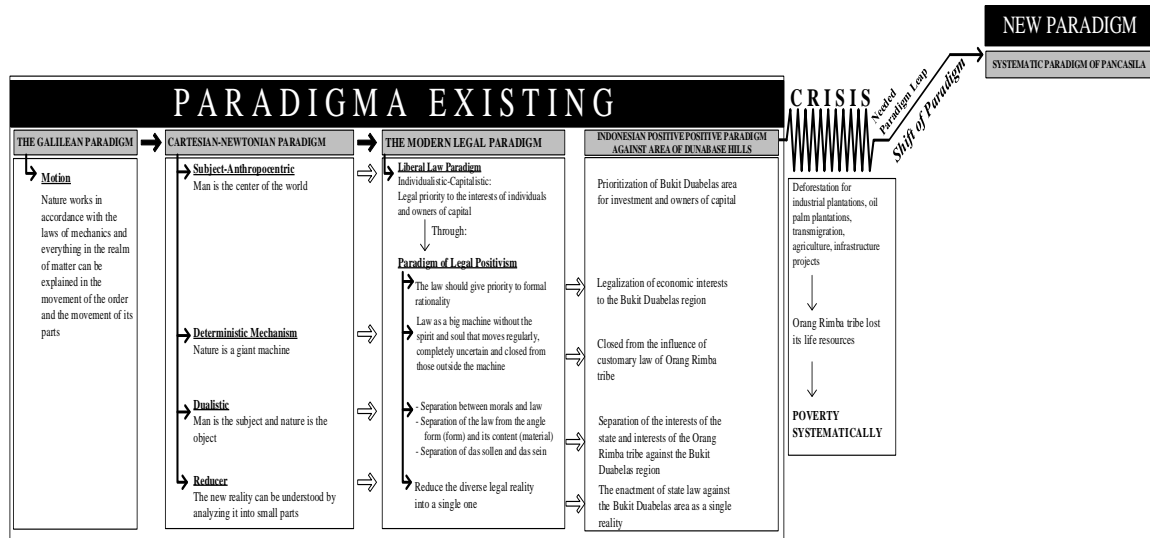 NEW PARADIGM
SYSTEMATIC PARADIGM OF PANCASILA
PARADIGMA EXISTING
CRISIS
Needed
Paradigm Leap
Shift of Paradigm
THE GALILEAN PARADIGM
Motion
Nature works in
accordance with the
laws of mechanics and
everything in the realm
of matter can be
explained in the
movement of the order
and the movement of its
parts
CARTESIAN-NEWTONIAN PARADIGM
Subject-Anthropocentric
Man is the center of the world
Deterministic Mechanism
Nature is a giant machine
Dualistic
Man is the subject and nature is the
object
Reducer
The new reality can be understood by
analyzing it into small parts
THE MODERN LEGAL PARADIGM
Liberal Law Paradigm
Individualistic-Capitalistic:
Legal priority to the interests of individuals
and owners of capital
Through:
Paradigm of Legal Positivism
The law should give priority to formal
rationality
Law as a big machine without the
spirit and soul that moves regularly,
completely uncertain and closed from
those outside the machine
- Separation between morals and law
- Separation of the law from the angle
form (form) and its content (material)
- Separation of das sollen and das sein
Reduce the diverse legal reality
into a single one
INDONESIAN POSITIVE POSITIVE PARADIGM
AGAINST AREA OF DUNABASE HILLS
Prioritization of Bukit Duabelas area
for investment and owners of capital
Legalization of economic interests
to the Bukit Duabelas region
Closed from the influence of
customary law of Orang Rimba
tribe
Separation of the interests of the
state and interests of the Orang
Rimba tribe against the Bukit
Duabelas region
The enactment of state law against
the Bukit Duabelas area as a single
reality
Deforestation for
industrial plantations, oil
palm plantations,
transmigration,
agriculture, infrastructure
projects
Orang Rimba tribe lost
its life resources
POVERTY
SYSTEMATICALLY